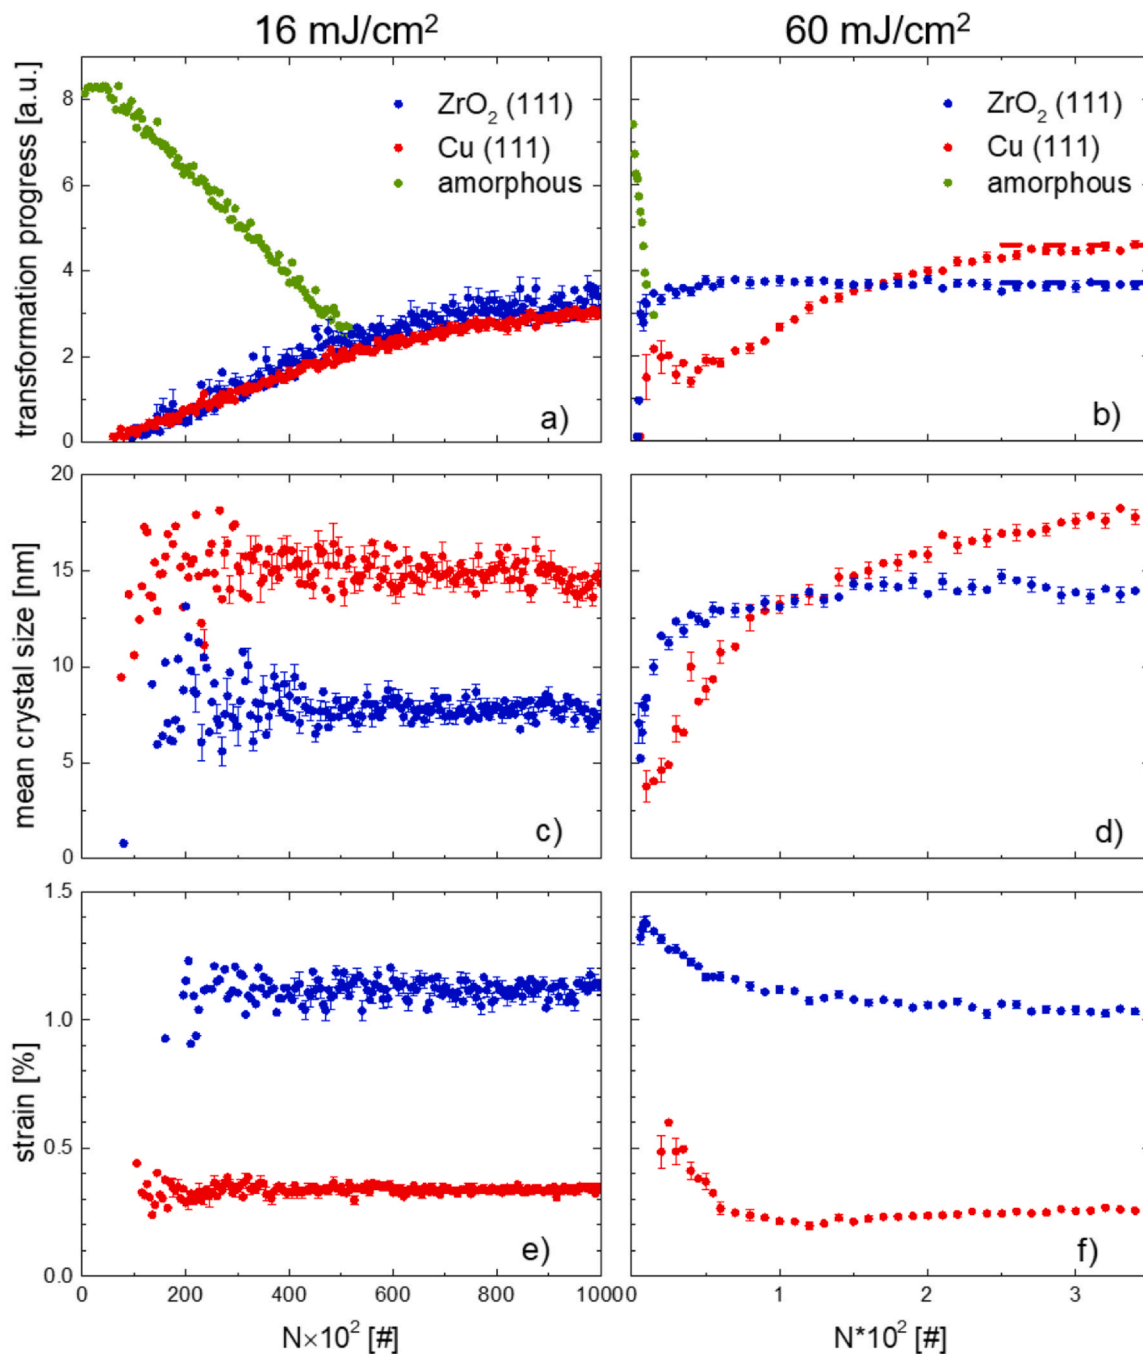 16 mJ/cm² 60 mJ/cm²
transformation progress [a.u.]
8
6
4
2
0
ZrO₂ (111)
Cu (111)
amorphous
a)
ZrO₂ (111)
Cu (111)
amorphous
b)
mean crystal size [nm]
20
15
10
5
0
c)
d)
strain [%]
1.5
1.0
0.5
0.0
e)
f)
0 200 400 600 800 1000 0 1 2 3
N×10² [#] N*10² [#]